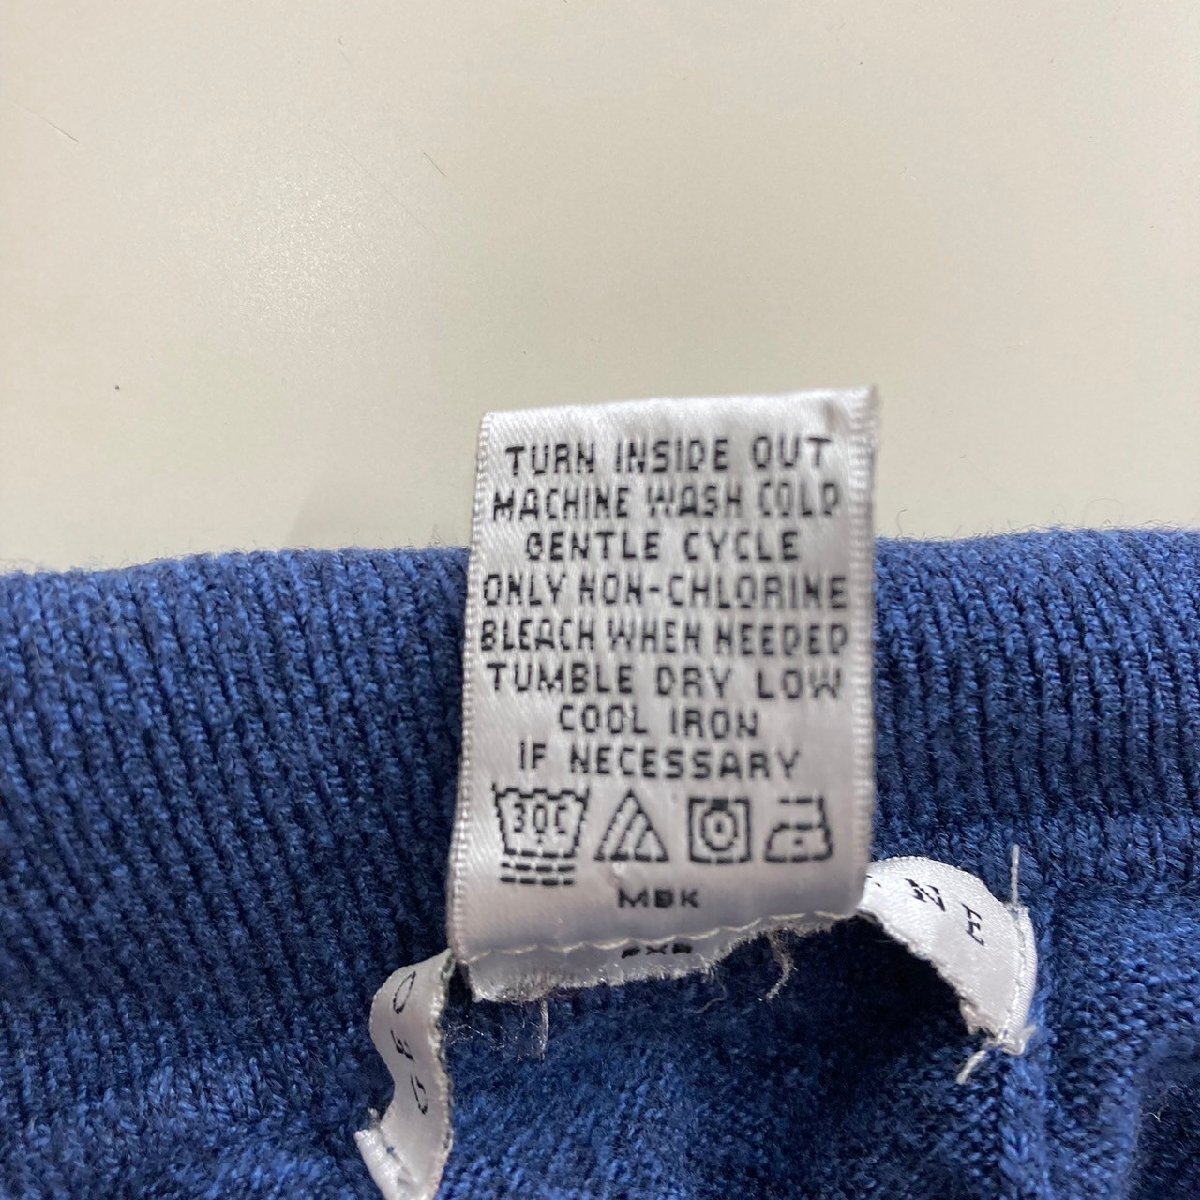 TURN INSIDE OUT
MACHINE WASH COLD
GENTLE CYCLE
ONLY NON-CHLORINE
BLEACH WHEN NEEDED
TUMBLE DRY LOW
COOL IRON
IF NECESSARY
30C
MBK